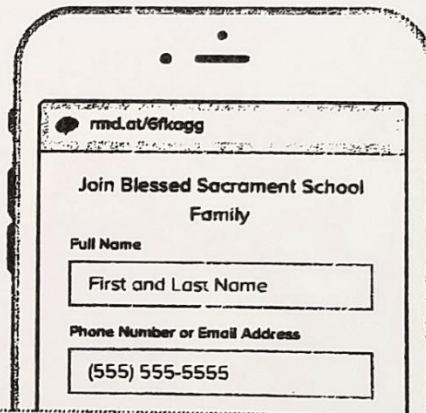 rmd.at/6fkagg
Join Blessed Sacrament School
Family
Full Name
First and Last Name
Phone Number or Email Address
(555) 555-5555